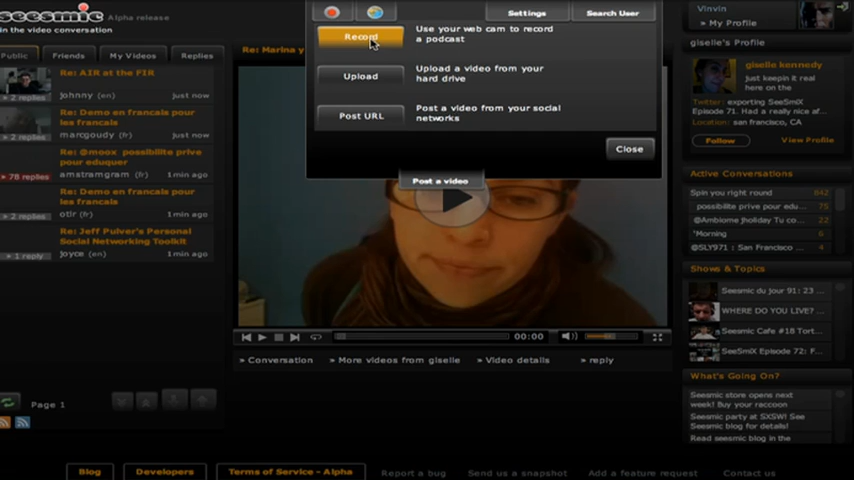 seesmic Alpha release
in the video conversation
Public
Friends
My Videos
Replies
Re: AIR at the FIR
» 2 replies
johnny (en)
just now
Re: Demo en francais pour les francais
» 2 replies
margoudy (fr)
just now
Re: @moox possibilite prive pour eduquer
» 78 replies
amstramgram (fr)
1min ago
Re: Demo en francais pour les francais
» 2 replies
otir (fr)
1min ago
Re: Jeff Pulver's Personal Social Networking Toolkit
» 1 reply
joyce (en)
1min ago
Page 1
Re: Marina y
Settings
Search User
Record
Use your web cam to record
a podcast
Upload
Upload a video from your
hard drive
Post URL
Post a video from your social
networks
Close
Post a video
00:00
» Conversation
» More videos from giselle
» Video details
» reply
Vinvin
» My Profile
giselle's Profile
giselle kennedy
just keepin it real
here on the
Twitter: exporting SeeSmiX
Episode 71. Had a really nice af...
Location: san francisco, CA
Follow
View Profile
Active Conversations
Spin you right round 842
possibilite prive pour edu... 75
@Ambiome jholiday Tu co... 22
'Morning 6
@SLY971 : San Francisco ... 4
Shows & Topics
Seesmic du jour 91: 23 ...
WHERE DO YOU LIVE? ...
Seesmic Cafe #18 Tort...
SeeSmiX Episode 72: F...
What's Going On?
Seesmic store opens next
week! Buy your raccoon
Seesmic party at SXSW! See
Seesmic blog for details!
Read seesmic blog in the
Blog
Developers
Terms of Service - Alpha
Report a bug
Send us a snapshot
Add a feature request
Contact us